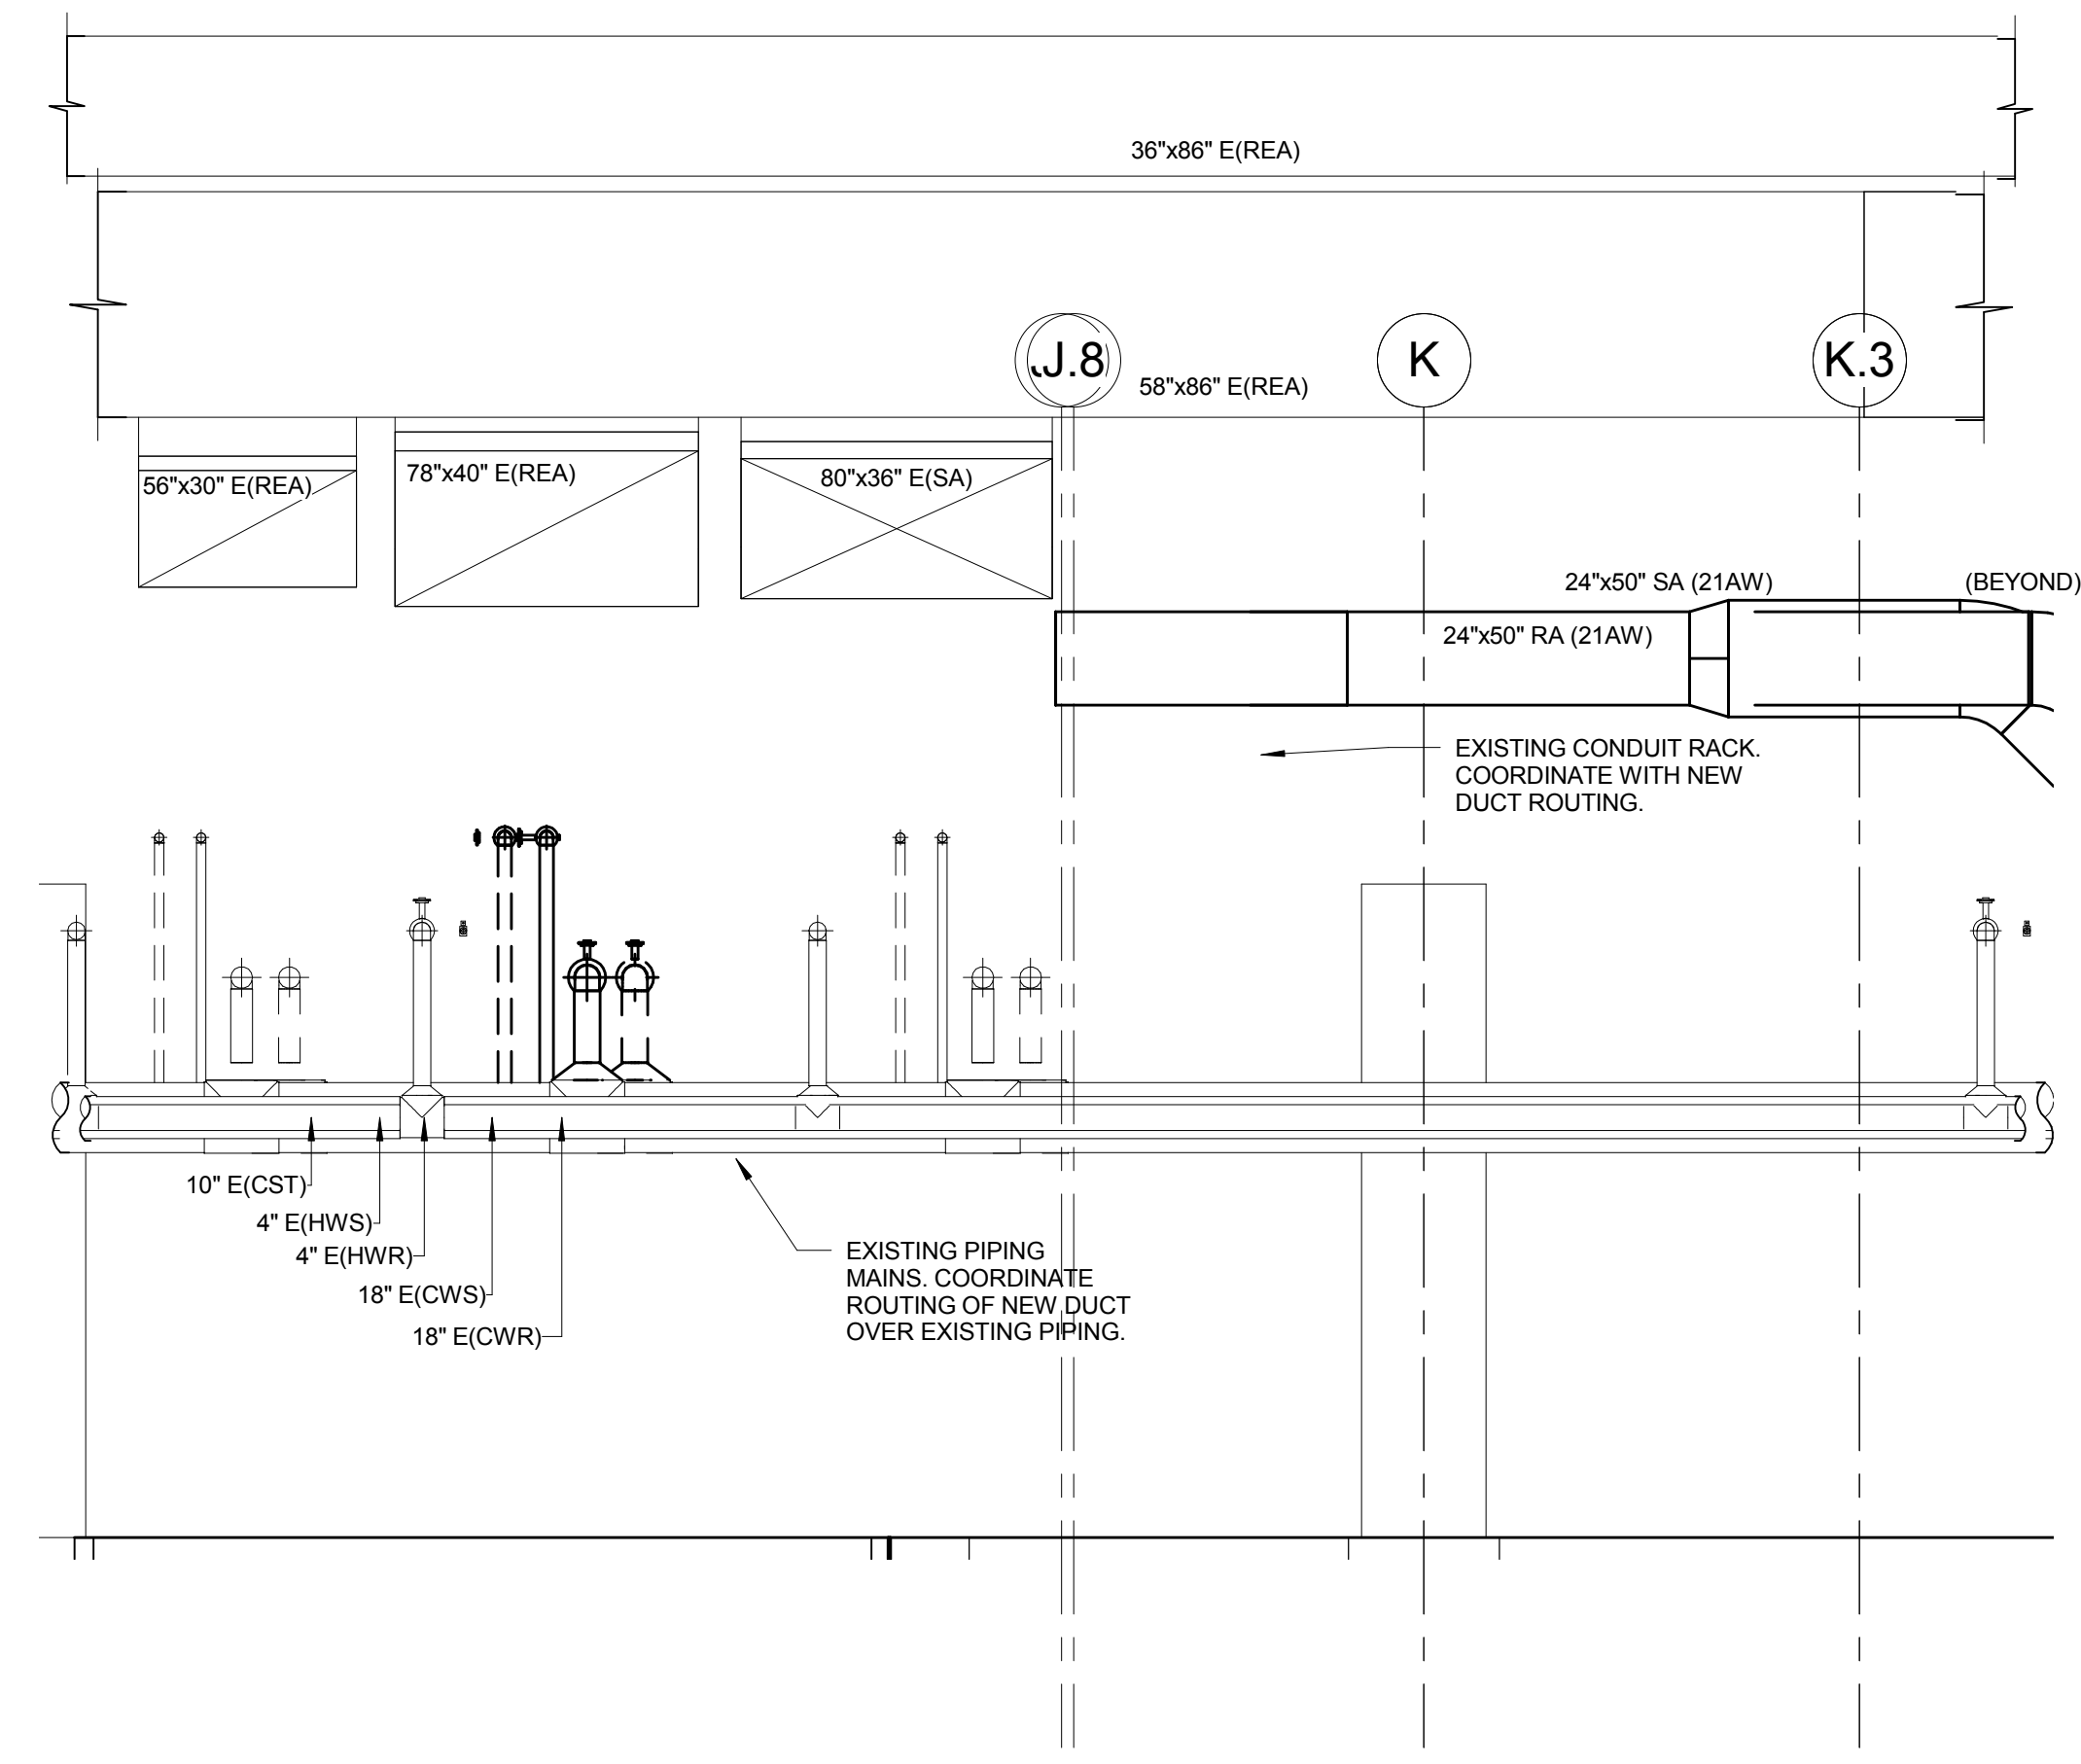 36"x86" E(REA)
J.8
K
K.3
58"x86" E(REA)
56"x30" E(REA)
78"x40" E(REA)
80"x36" E(SA)
24"x50" SA (21AW)
(BEYOND)
24"x50" RA (21AW)
EXISTING CONDUIT RACK.
COORDINATE WITH NEW
DUCT ROUTING.
10" E(CST)
4" E(HWS)
4" E(HWR)
18" E(CWS)
18" E(CWR)
EXISTING PIPING
MAINS. COORDINATE
ROUTING OF NEW DUCT
OVER EXISTING PIPING.